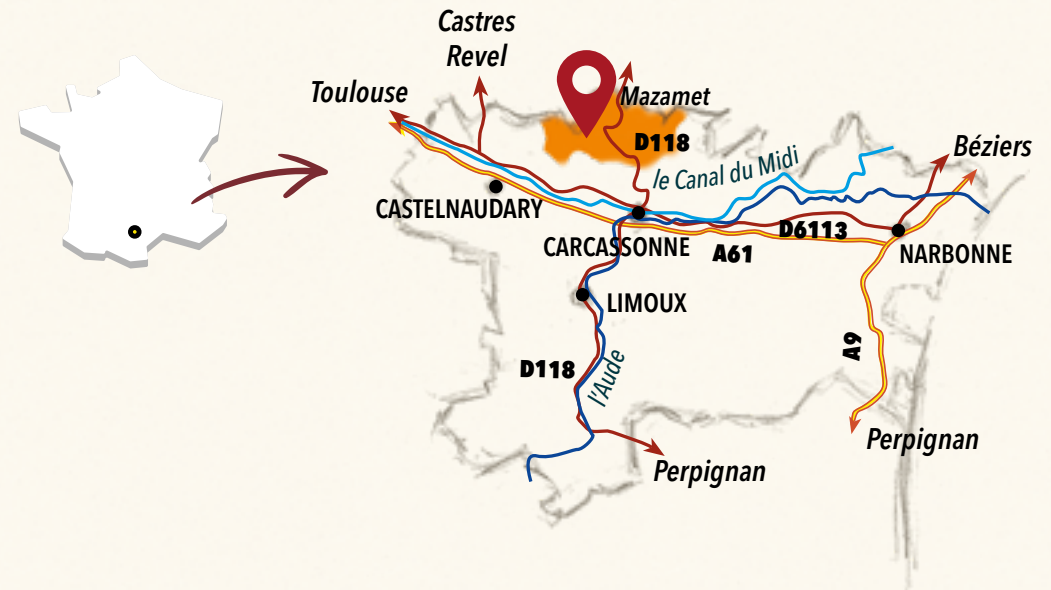 Castres
Revel
Toulouse
Mazamet
D118
Béziers
le Canal du Midi
CASTELNAUDARY
CARCASSONNE
D6113
A61
NARBONNE
LIMOUX
A9
D118
l'Aude
Perpignan
Perpignan